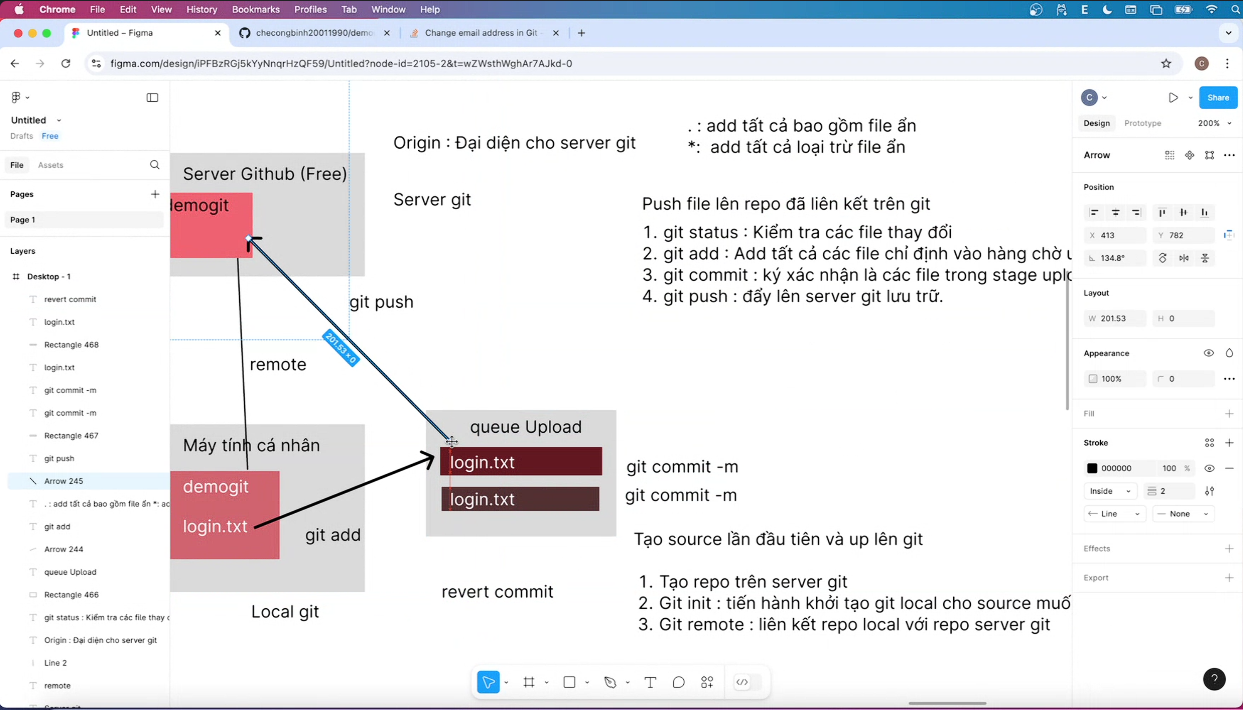 Chrome File Edit View History Bookmarks Profiles Tab Window Help
Untitled – Figma
checongbinh20011990/demo
Change email address in Git -
figma.com/design/iPFBzRGj5kYyNnqrHzQF59/Untitled?node-id=2105-2&t=wZWsthWghAr7AJkd-0
C
Untitled
Drafts Free
File Assets
Pages
Page 1
Layers
Desktop - 1
revert commit
login.txt
Rectangle 468
login.txt
git commit -m
git commit -m
Rectangle 467
git push
Arrow 245
. : add tất cả bao gồm file ẩn *: ad
git add
Arrow 244
queue Upload
Rectangle 466
git status : Kiểm tra các file thay đ
Origin : Đại diện cho server git
Line 2
remote
Server git
Server Github (Free)
demogit
Origin : Đại diện cho server git
Server git
. : add tất cả bao gồm file ẩn
*: add tất cả loại trừ file ẩn
Push file lên repo đã liên kết trên git
1. git status : Kiểm tra các file thay đổi
2. git add : Add tất cả các file chỉ định vào hàng chờ u
3. git commit : ký xác nhận là các file trong stage uplo
4. git push : đẩy lên server git lưu trữ.
git push
201.53 × 0
remote
Máy tính cá nhân
demogit
login.txt
git add
Local git
queue Upload
login.txt
login.txt
git commit -m
git commit -m
revert commit
Tạo source lần đầu tiên và up lên git
1. Tạo repo trên server git
2. Git init : tiến hành khởi tạo git local cho source muố
3. Git remote : liên kết repo local với repo server git
C
Share
Design Prototype 200%
Arrow
Position
X 413 Y 782
134.8°
Layout
W 201.53 H 0
Appearance
100% 0
Fill
Stroke
000000 100 %
Inside 2
Line None
Effects
Export
?